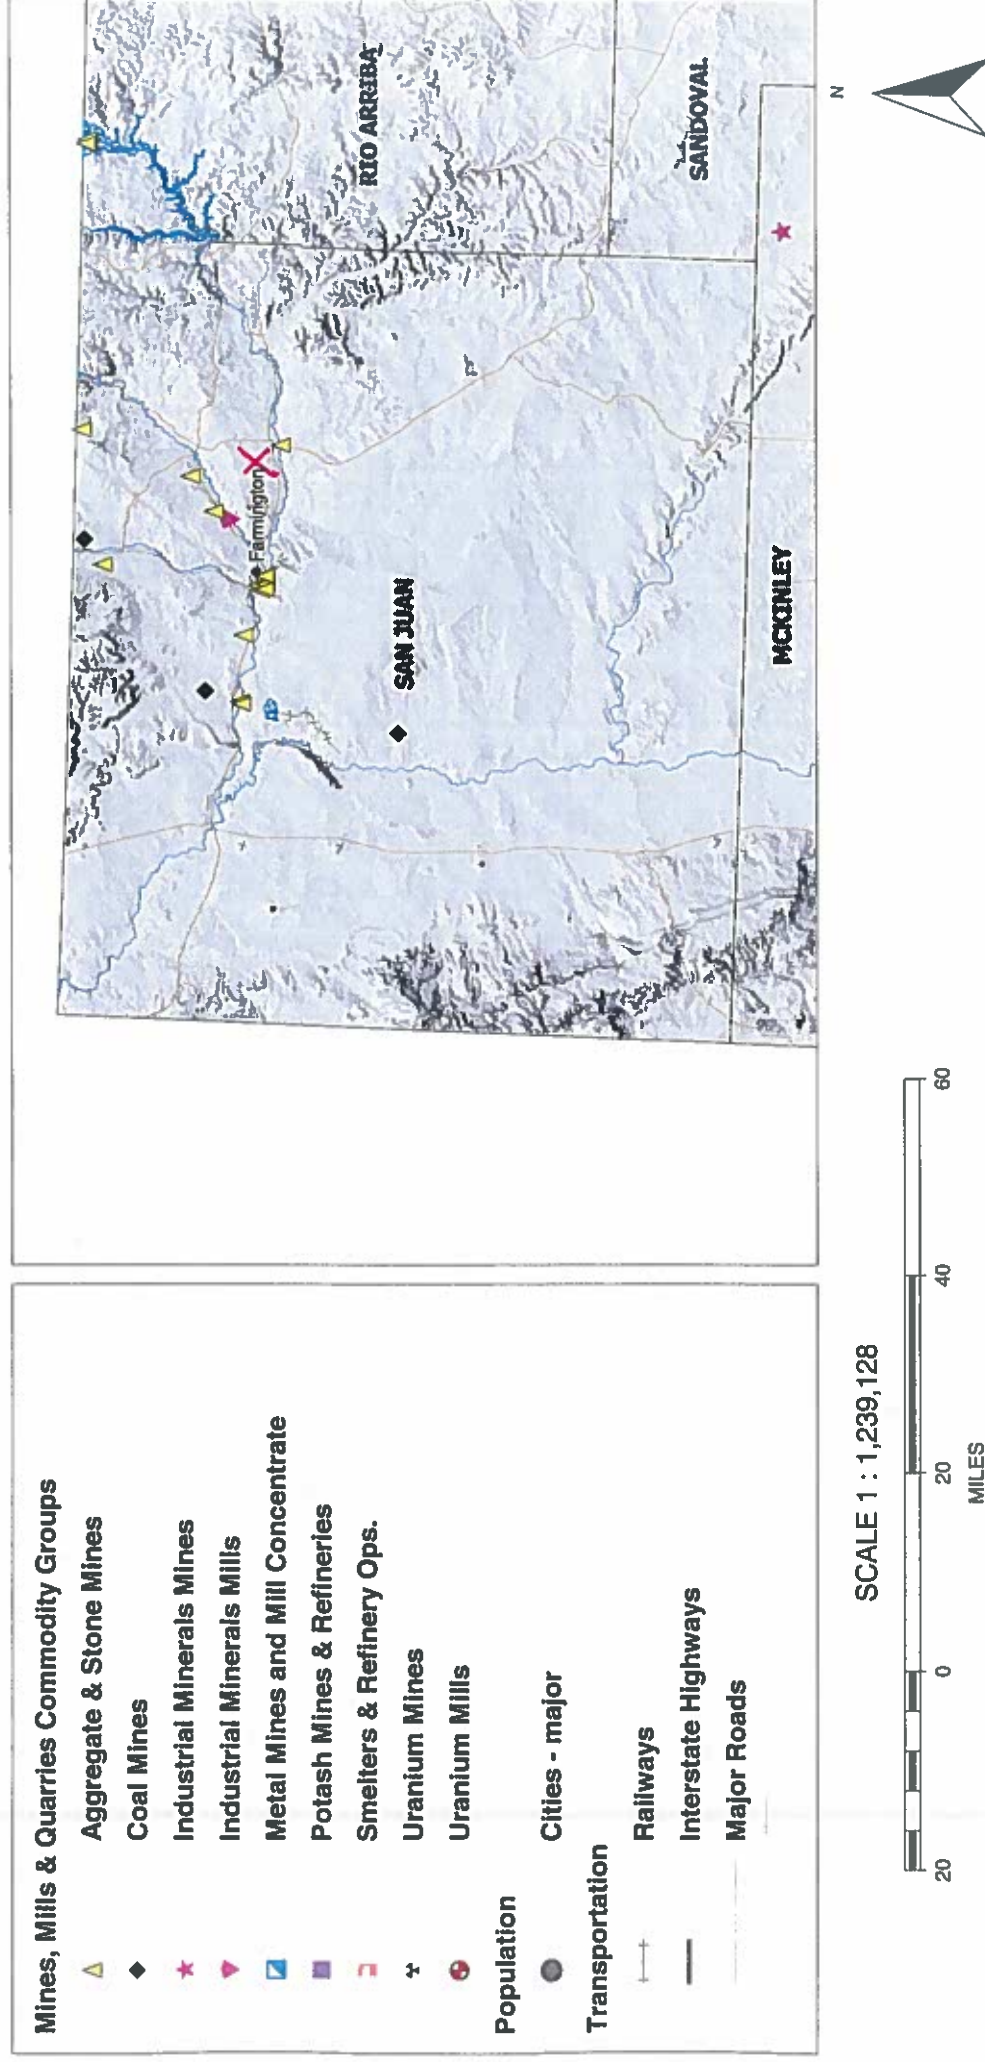 Mines, Mills & Quarries Commodity Groups
Aggregate & Stone Mines
Coal Mines
Industrial Minerals Mines
Industrial Minerals Mills
Metal Mines and Mill Concentrate
Potash Mines & Refineries
Smelters & Refinery Ops.
Uranium Mines
Uranium Mills
Population
Cities - major
Transportation
Railways
Interstate Highways
Major Roads
Farmington
RIO ARRIBA
SAN JUAN
SANDOVAL
MCKINLEY
SCALE 1 : 1,239,128
20 0 20 40 60
MILES
N